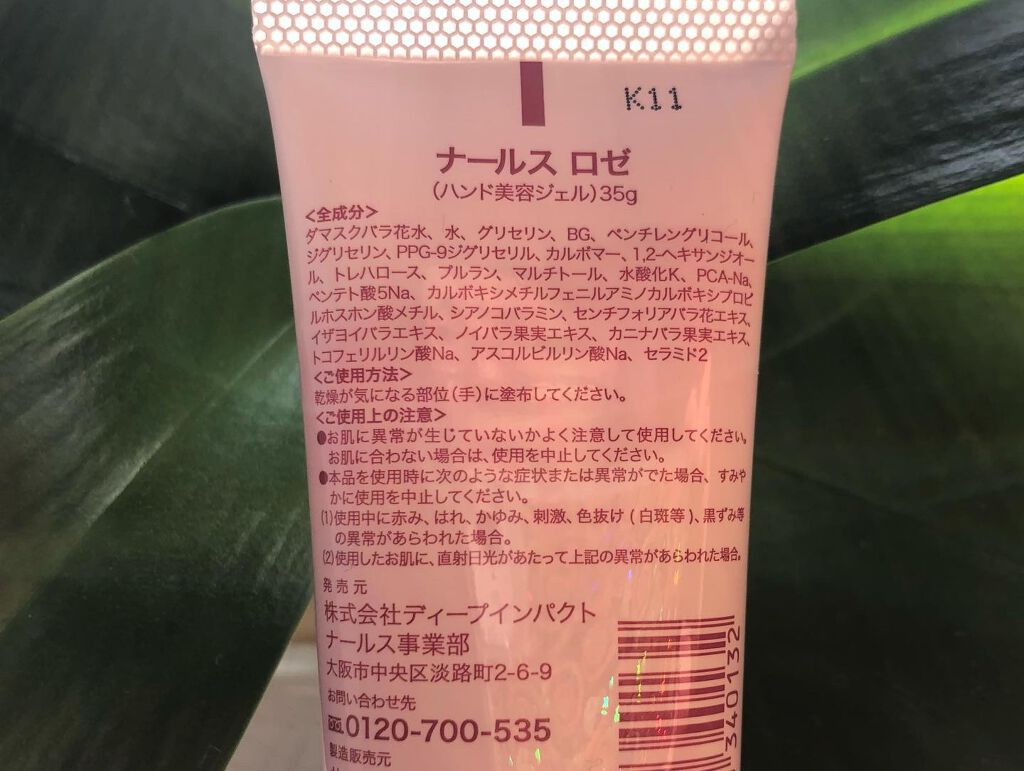 K11
ナールス ロゼ
(ハンド美容ジェル)35g
<全成分>
ダマスクバラ花水、水、グリセリン、BG、ペンチレングリコール、
ジグリセリン、PPG-9ジグリセリル、カルボマー、1,2-ヘキサンジオー
ル、トレハロース、プルラン、マルチトール、水酸化K、PCA-Na、
ペンテト酸5Na、カルボキシメチルフェニルアミノカルボキシプロピ
ルホスホン酸メチル、シアノコバラミン、センチフォリアバラ花エキス、
イザヨイバラエキス、ノイバラ果実エキス、カニナバラ果実エキス、
トコフェリルリン酸Na、アスコルビルリン酸Na、セラミド2
<ご使用方法>
乾燥が気になる部位(手)に塗布してください。
<ご使用上の注意>
●お肌に異常が生じていないかよく注意して使用してください。
お肌に合わない場合は、使用を中止してください。
●本品を使用時に次のような症状または異常がでた場合、すみや
かに使用を中止してください。
(1)使用中に赤み、はれ、かゆみ、刺激、色抜け(白斑等)、黒ずみ等
の異常があらわれた場合。
(2)使用したお肌に、直射日光があたって上記の異常があらわれた場合。
発売元
株式会社ディープインパクト
ナールス事業部
大阪市中央区淡路町2-6-9
お問い合わせ先
0120-700-535
製造販売元
340132